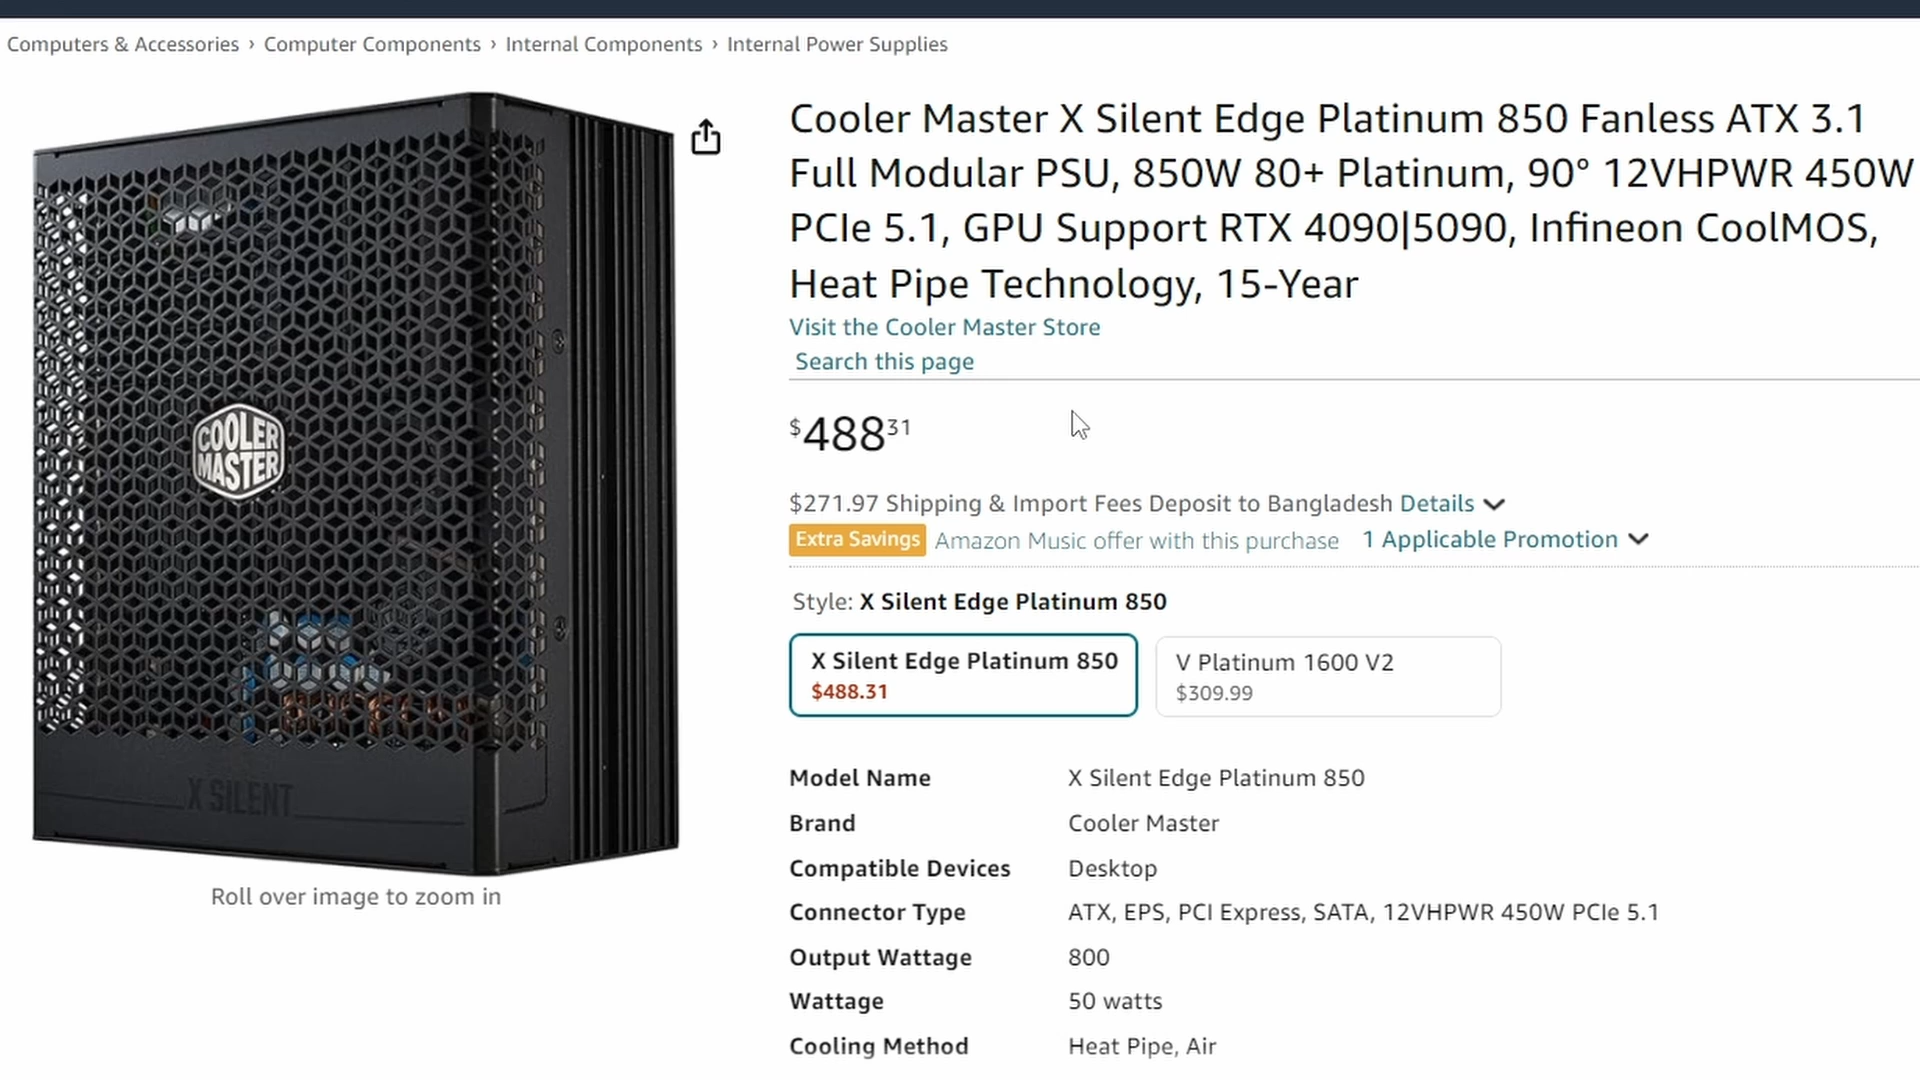 Computers & Accessories › Computer Components › Internal Components › Internal Power Supplies
Cooler Master X Silent Edge Platinum 850 Fanless ATX 3.1
Full Modular PSU, 850W 80+ Platinum, 90° 12VHPWR 450W
PCIe 5.1, GPU Support RTX 4090|5090, Infineon CoolMOS,
Heat Pipe Technology, 15-Year
Visit the Cooler Master Store
Search this page
$488 31
$271.97 Shipping & Import Fees Deposit to Bangladesh Details
Extra Savings Amazon Music offer with this purchase 1 Applicable Promotion
Style: X Silent Edge Platinum 850
X Silent Edge Platinum 850
$488.31
V Platinum 1600 V2
$309.99
Model Name X Silent Edge Platinum 850
Brand Cooler Master
Compatible Devices Desktop
Connector Type ATX, EPS, PCI Express, SATA, 12VHPWR 450W PCIe 5.1
Output Wattage 800
Wattage 50 watts
Cooling Method Heat Pipe, Air
COOLER
MASTER
X SILENT
Roll over image to zoom in